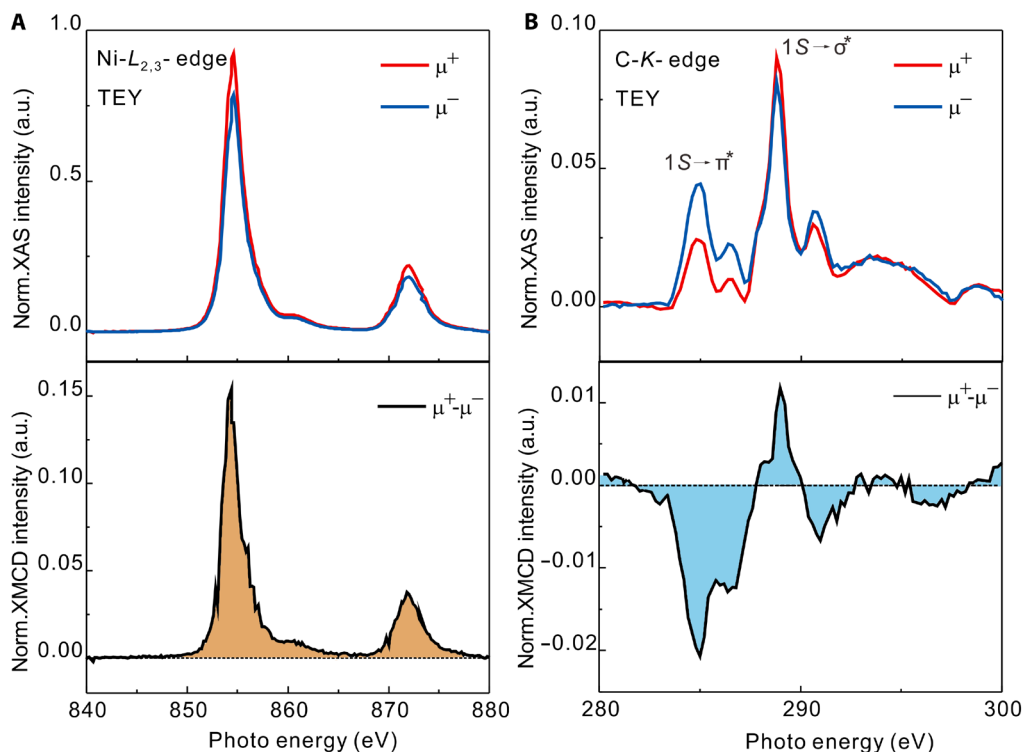 A
1.0
Ni-L2,3- edge
TEY
μ+
μ−
0.5
0.0
Norm.XAS intensity (a.u.)
0.15
0.10
0.05
0.00
Norm.XMCD intensity (a.u.)
μ+-μ−
840
850
860
870
880
Photo energy (eV)
B
0.10
C-K- edge
TEY
1S→σ*
1S→π*
μ+
μ−
0.05
0.00
Norm.XAS intensity (a.u.)
0.01
0.00
−0.01
−0.02
Norm.XMCD intensity (a.u.)
μ+-μ−
280
290
300
Photo energy (eV)